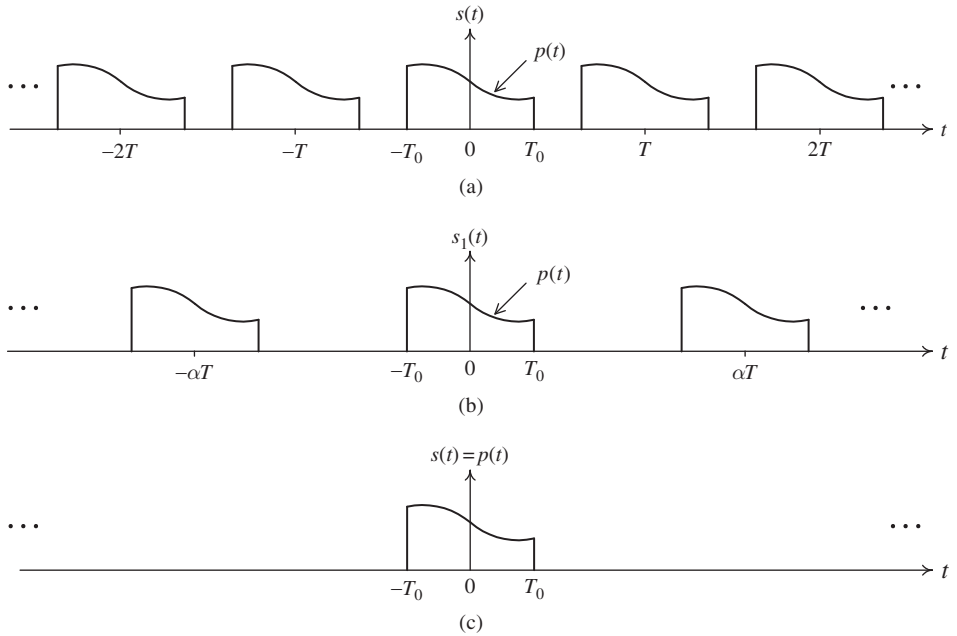 s(t)
p(t)
... ...
–2T –T –T₀ 0 T₀ T 2T t
(a)
s₁(t)
p(t)
... ...
–αT –T₀ 0 T₀ αT t
(b)
s(t) = p(t)
... ...
–T₀ 0 T₀ t
(c)